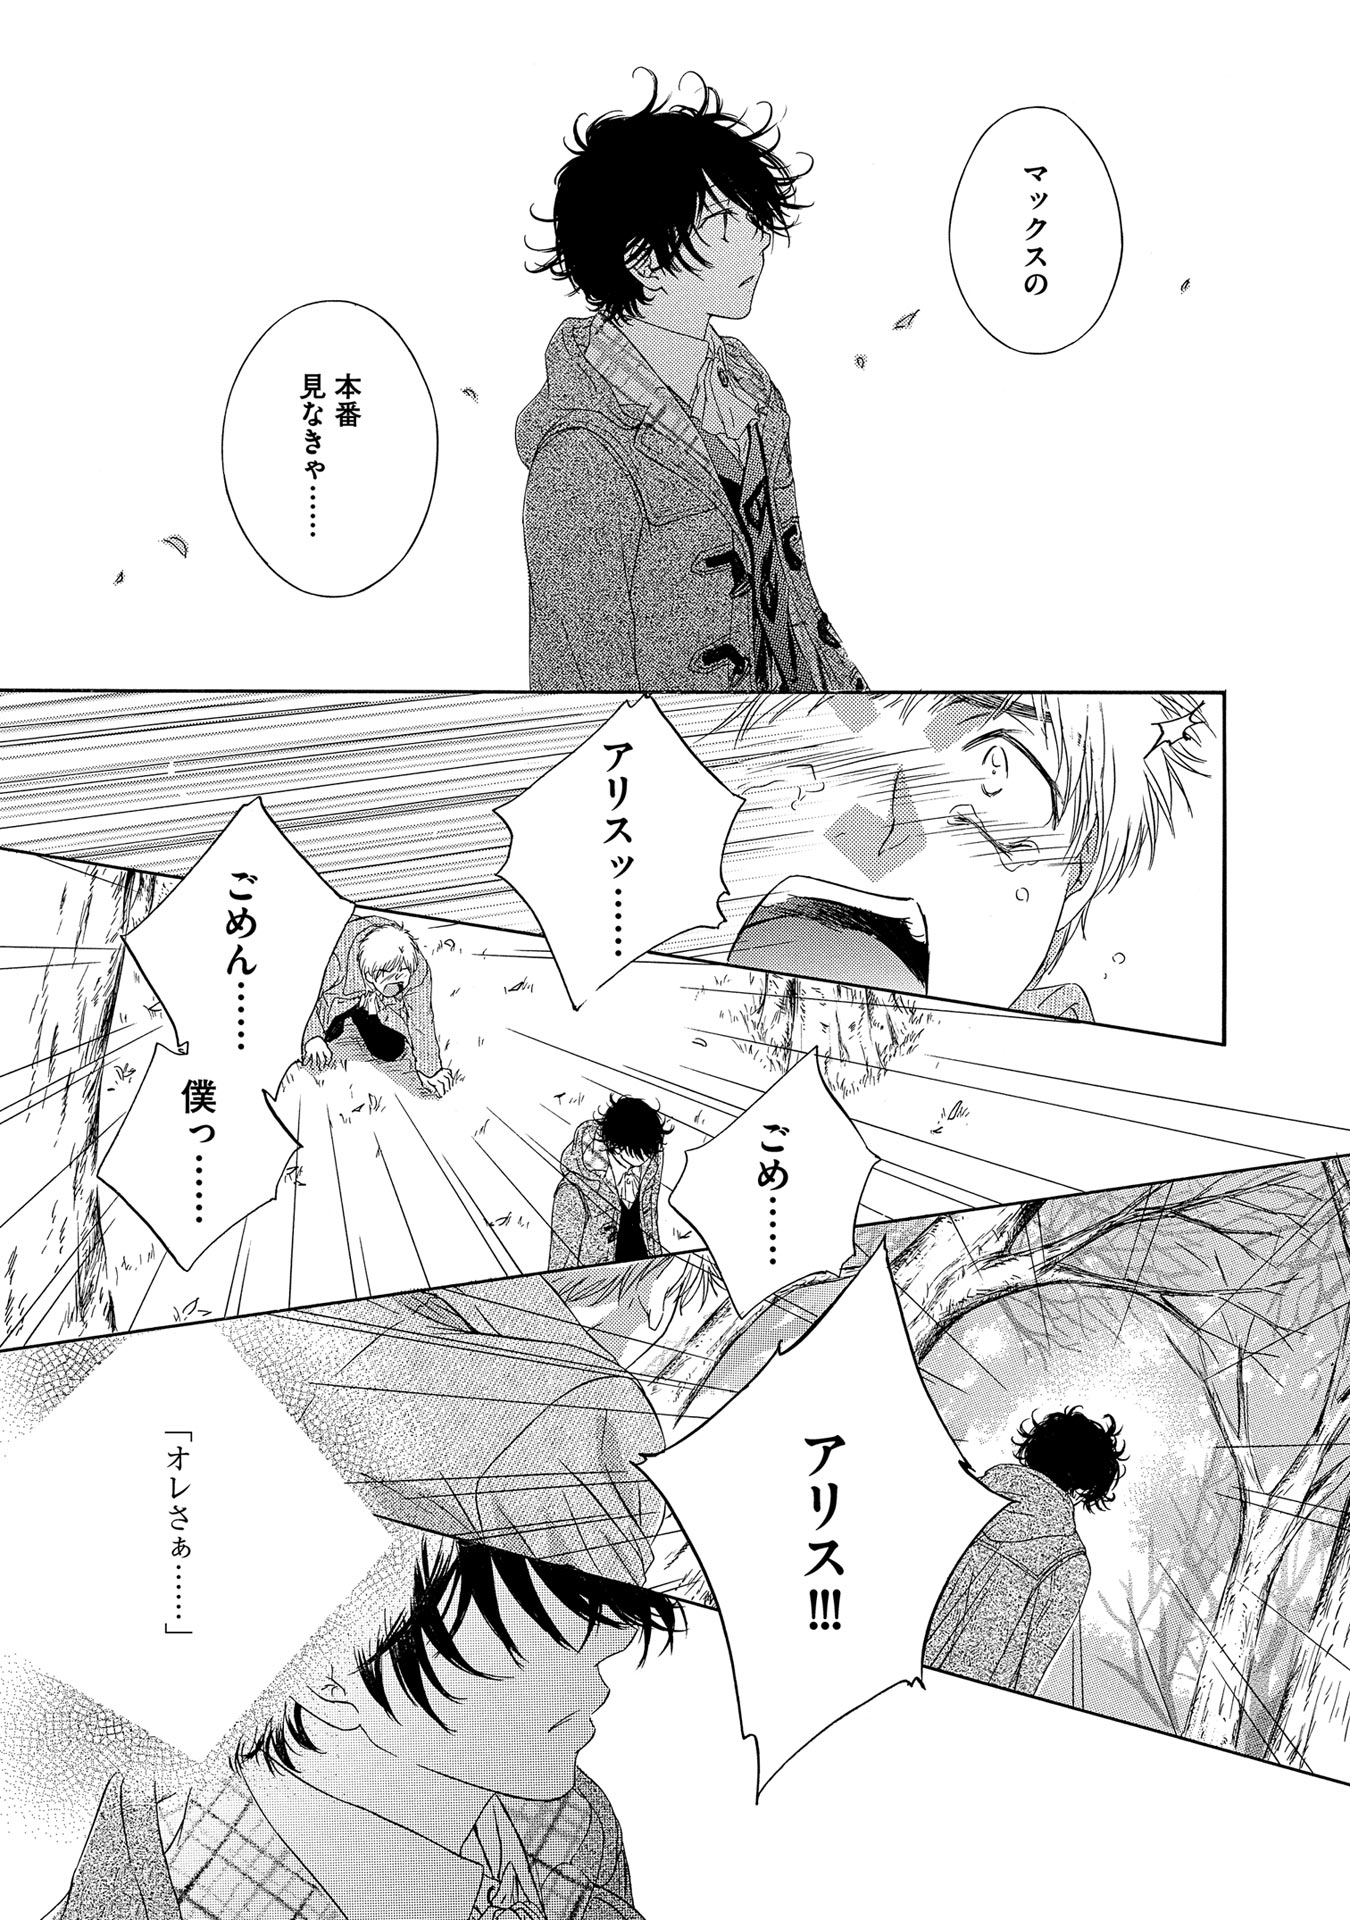 マックスの
本番
見なきゃ……
アリスッ……
ごめん……
僕っ……
ごめ……
アリス!!!
「オレさぁ……」